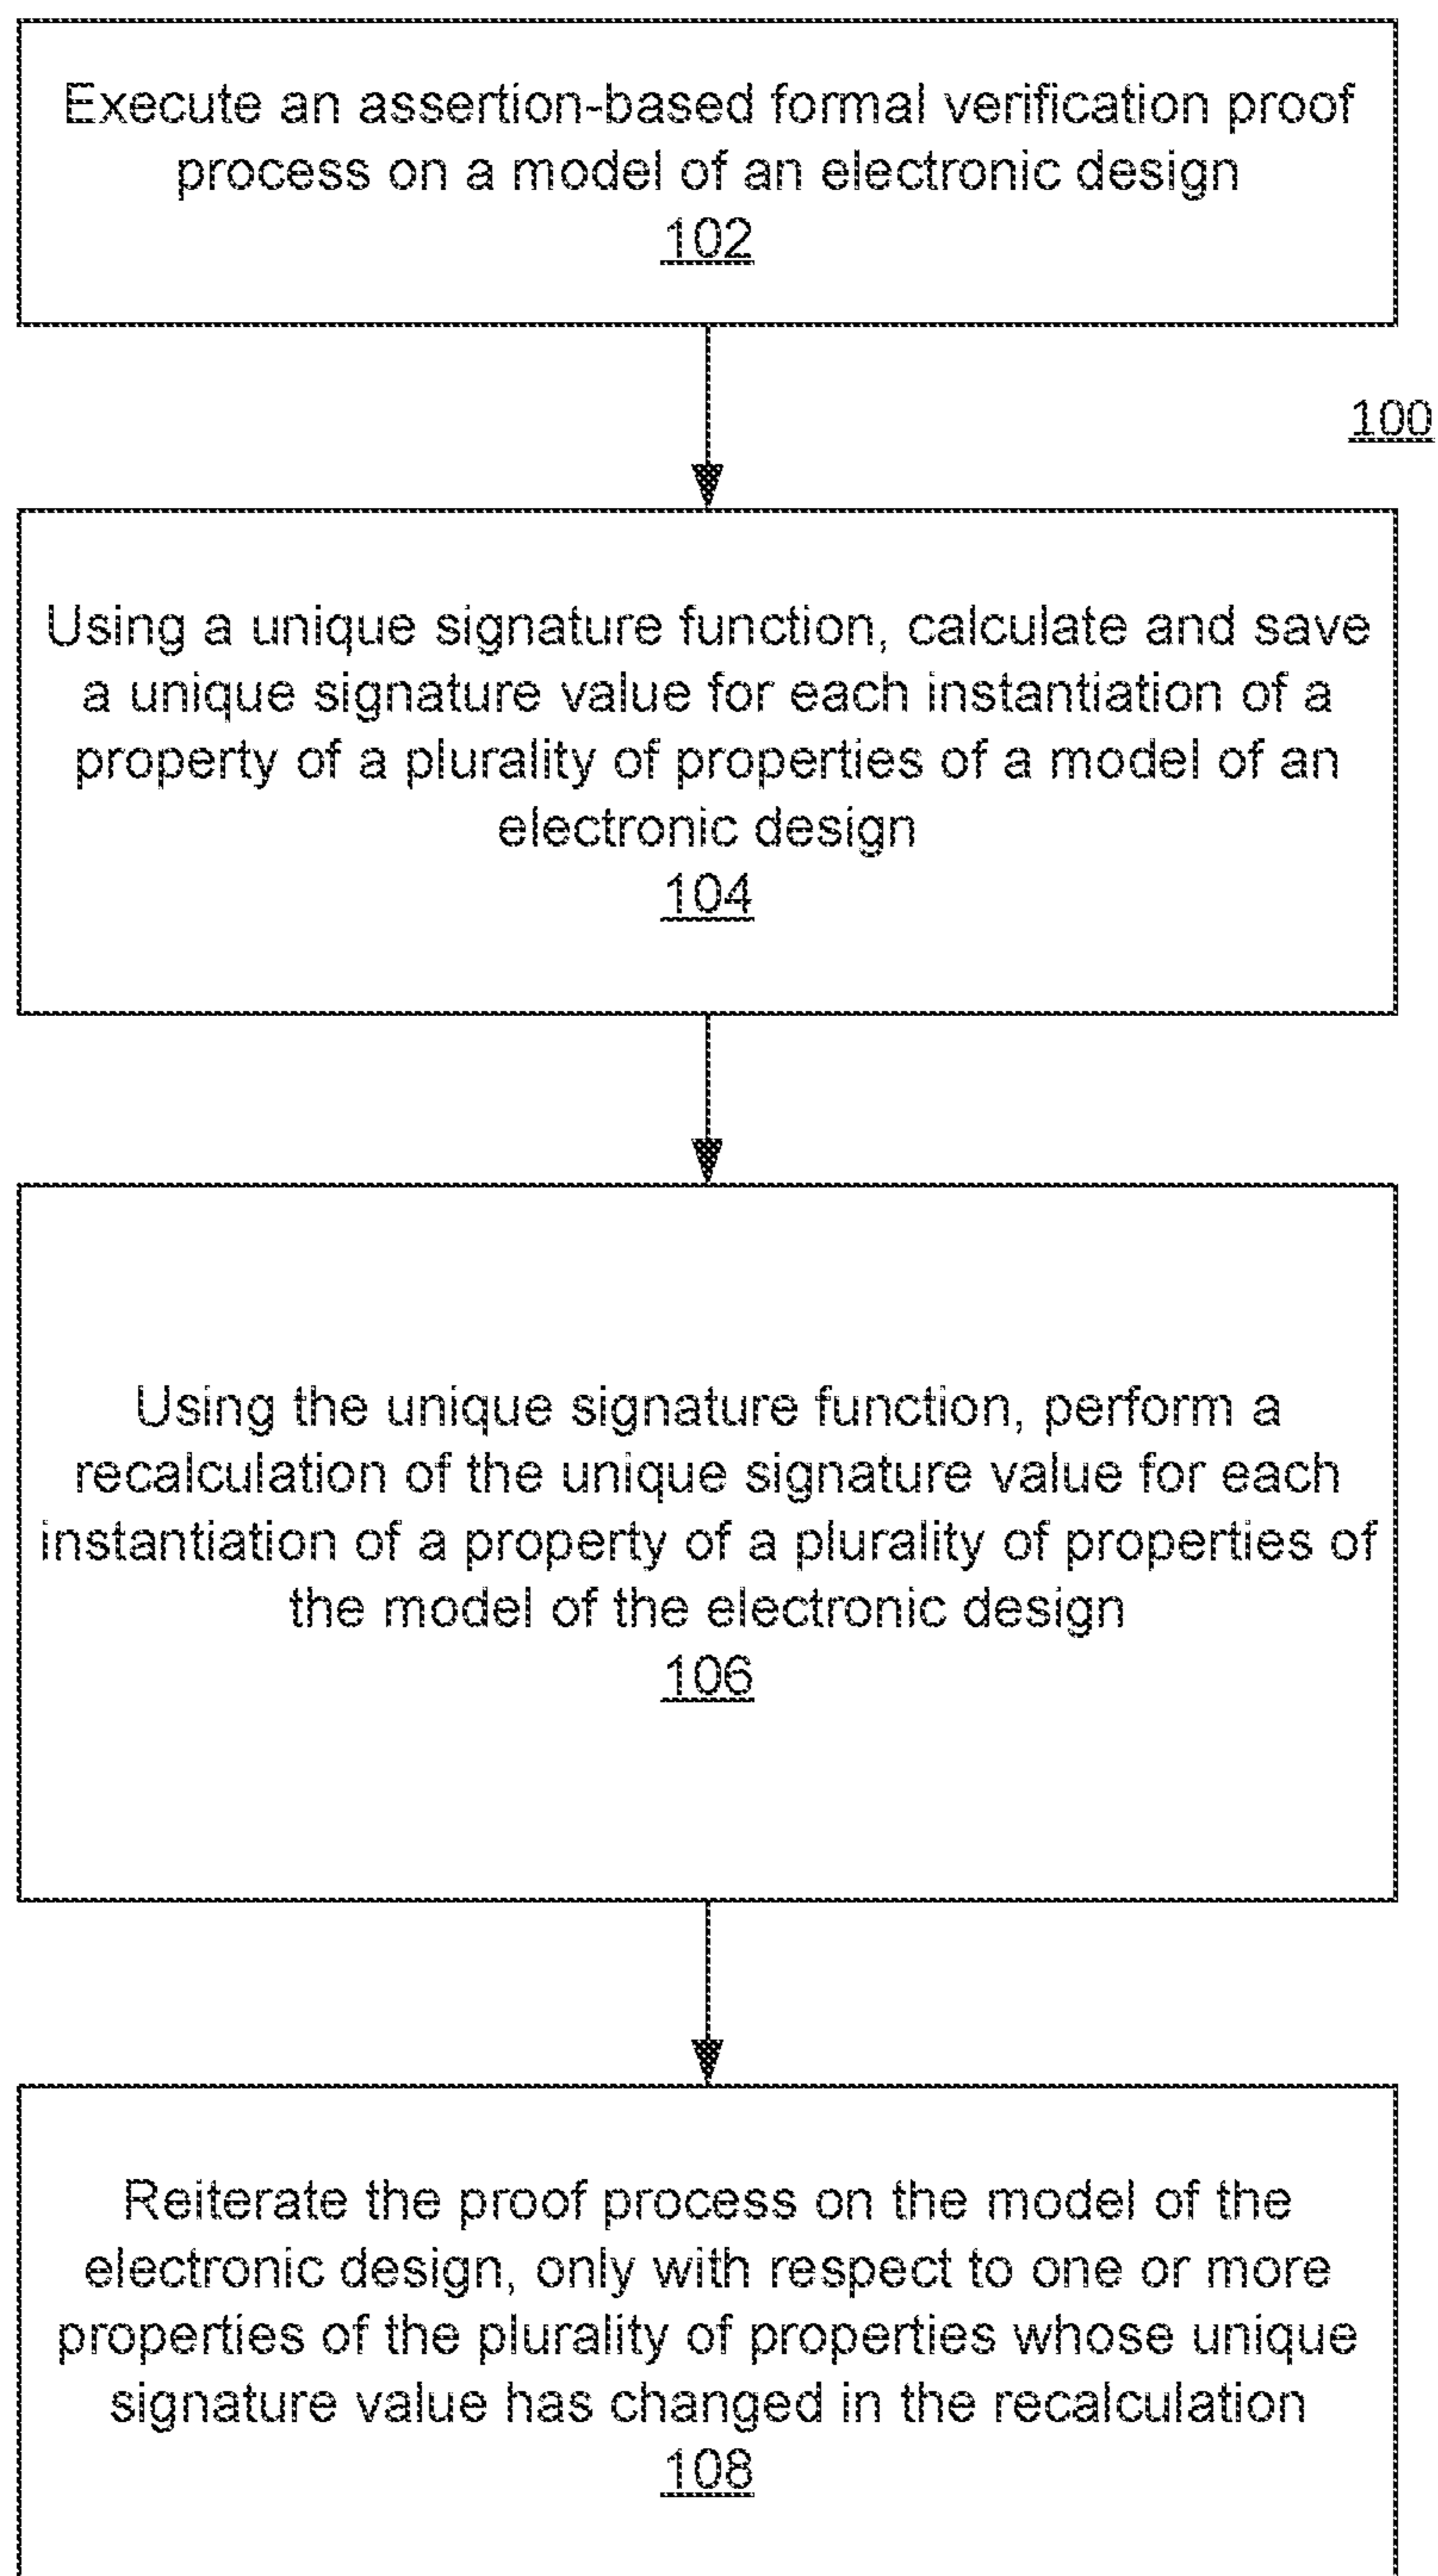 Execute an assertion-based formal verification proof
process on a model of an electronic design
102
100
Using a unique signature function, calculate and save
a unique signature value for each instantiation of a
property of a plurality of properties of a model of an
electronic design
104
Using the unique signature function, perform a
recalculation of the unique signature value for each
instantiation of a property of a plurality of properties of
the model of the electronic design
106
Reiterate the proof process on the model of the
electronic design, only with respect to one or more
properties of the plurality of properties whose unique
signature value has changed in the recalculation
108